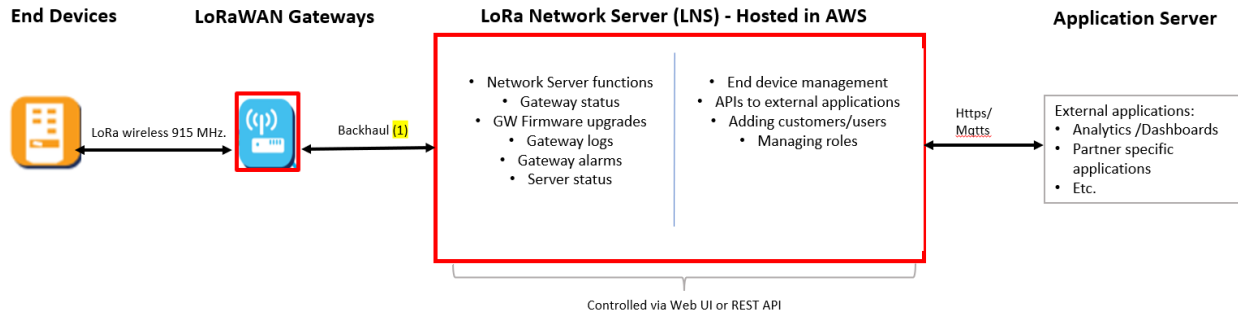 End Devices
LoRaWAN Gateways
LoRa Network Server (LNS) - Hosted in AWS
Application Server
LoRa wireless 915 MHz.
Backhaul (1)
• Network Server functions
• Gateway status
• GW Firmware upgrades
• Gateway logs
• Gateway alarms
• Server status
• End device management
• APIs to external applications
• Adding customers/users
• Managing roles
Https/
Mqtts
External applications:
• Analytics /Dashboards
• Partner specific
applications
• Etc.
Controlled via Web UI or REST API